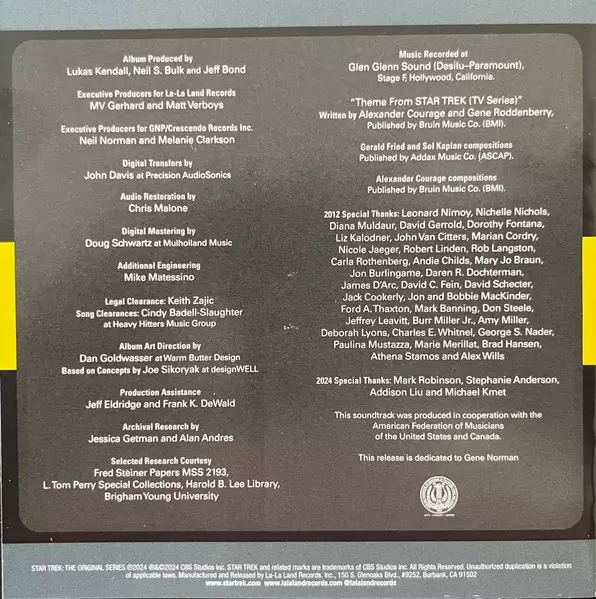 Album Produced by
Lukas Kendall, Neil S. Bulk and Jeff Bond
Executive Producers for La-La Land Records
MV Gerhard and Matt Verboys
Executive Producers for GNP/Crescendo Records Inc.
Neil Norman and Melanie Clarkson
Digital Transfers by
John Davis at Precision AudioSonics
Audio Restoration by
Chris Malone
Digital Mastering by
Doug Schwartz at Mulholland Music
Additional Engineering
Mike Matessino
Legal Clearance: Keith Zajic
Song Clearances: Cindy Badell-Slaughter
at Heavy Hitters Music Group
Album Art Direction by
Dan Goldwasser at Warm Butter Design
Based on Concepts by Joe Sikoryak at designWELL
Production Assistance
Jeff Eldridge and Frank K. DeWald
Archival Research by
Jessica Getman and Alan Andres
Selected Research Courtesy
Fred Steiner Papers MSS 2193,
L. Tom Perry Special Collections, Harold B. Lee Library,
Brigham Young University
Music Recorded at
Glen Glenn Sound (Desilu–Paramount),
Stage F, Hollywood, California.
"Theme From STAR TREK (TV Series)"
Written by Alexander Courage and Gene Roddenberry,
Published by Bruin Music Co. (BMI).
Gerald Fried and Sol Kaplan compositions
Published by Addax Music Co. (ASCAP).
Alexander Courage compositions
Published by Bruin Music Co. (BMI).
2012 Special Thanks: Leonard Nimoy, Nichelle Nichols,
Diana Muldaur, David Gerrold, Dorothy Fontana,
Liz Kalodner, John Van Citters, Marian Cordry,
Nicole Jaeger, Robert Linden, Rob Langston,
Carla Rothenberg, Andie Childs, Mary Jo Braun,
Jon Burlingame, Daren R. Dochterman,
James D'Arc, David C. Fein, David Schecter,
Jack Cookerly, Jon and Bobbie MacKinder,
Ford A. Thaxton, Mark Banning, Don Steele,
Jeffrey Leavitt, Burr Miller Jr., Amy Miller,
Deborah Lyons, Charles E. Whitnel, George S. Nader,
Paulina Mustazza, Marie Merillat, Brad Hansen,
Athena Stamos and Alex Wills
2024 Special Thanks: Mark Robinson, Stephanie Anderson,
Addison Liu and Michael Kmet
This soundtrack was produced in cooperation with the
American Federation of Musicians
of the United States and Canada.
This release is dedicated to Gene Norman
STAR TREK: THE ORIGINAL SERIES ℗2024 ®&©2024 CBS Studios Inc. STAR TREK and related marks are trademarks of CBS Studios Inc. All Rights Reserved. Unauthorized duplication is a violation
of applicable laws. Manufactured and Released by La-La Land Records, Inc., 150 S. Glenoaks Blvd., #9252, Burbank, CA 91502
www.startrek.com www.lalalandrecords.com @lalalandrecords